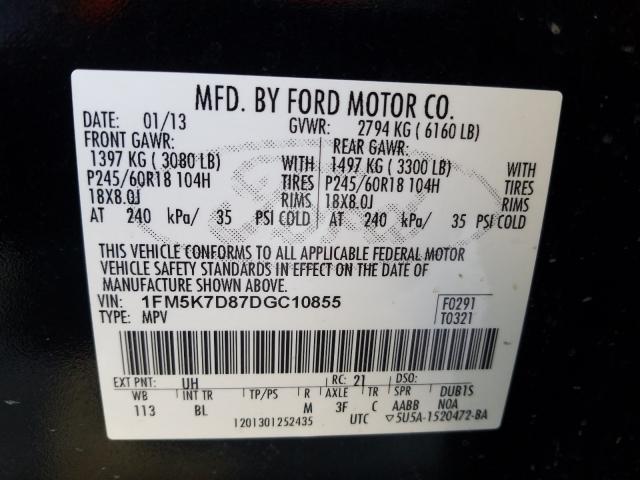 MFD. BY FORD MOTOR CO.
DATE: 01/13 GVWR: 2794 KG ( 6160 LB)
FRONT GAWR: REAR GAWR:
1397 KG ( 3080 LB) WITH 1497 KG ( 3300 LB) WITH
P245/60R18 104H TIRES P245/60R18 104H TIRES
18X8.0J RIMS 18X8.0J RIMS
AT 240 kPa/ 35 PSI COLD AT 240 kPa/ 35 PSI COLD
THIS VEHICLE CONFORMS TO ALL APPLICABLE FEDERAL MOTOR
VEHICLE SAFETY STANDARDS IN EFFECT ON THE DATE OF
MANUFACTURE SHOWN ABOVE.
VIN: 1FM5K7D87DGC10855 F0291
TYPE: MPV T0321
EXT PNT: UH RC: 21 DSO:
WB INT TR TP/PS R AXLE TR SPR DUB1S
113 BL M 3F C AABB N0A
1201301252435 UTC ▽5U5A-1520472-BA
Ford